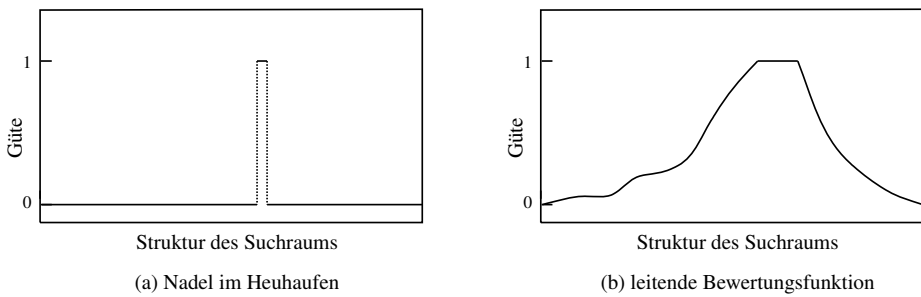 1
Güte
0
Struktur des Suchraums
(a) Nadel im Heuhaufen
1
Güte
0
Struktur des Suchraums
(b) leitende Bewertungsfunktion